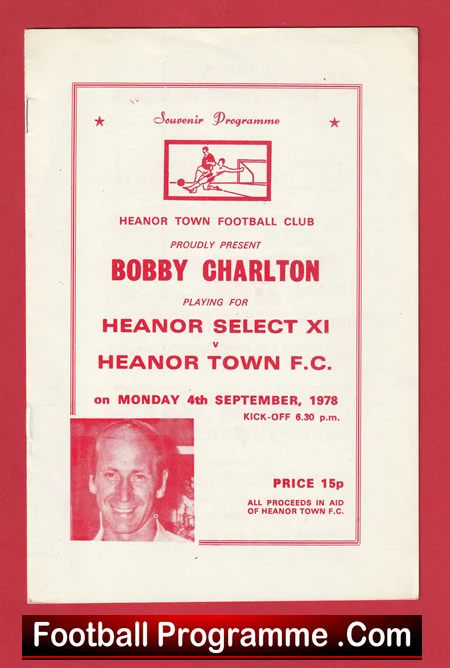 Souvenir Programme
HEANOR TOWN FOOTBALL CLUB
PROUDLY PRESENT
BOBBY CHARLTON
PLAYING FOR
HEANOR SELECT XI
v
HEANOR TOWN F.C.
on MONDAY 4th SEPTEMBER, 1978
KICK-OFF 6.30 p.m.
PRICE 15p
ALL PROCEEDS IN AID
OF HEANOR TOWN F.C.
Football Programme .Com